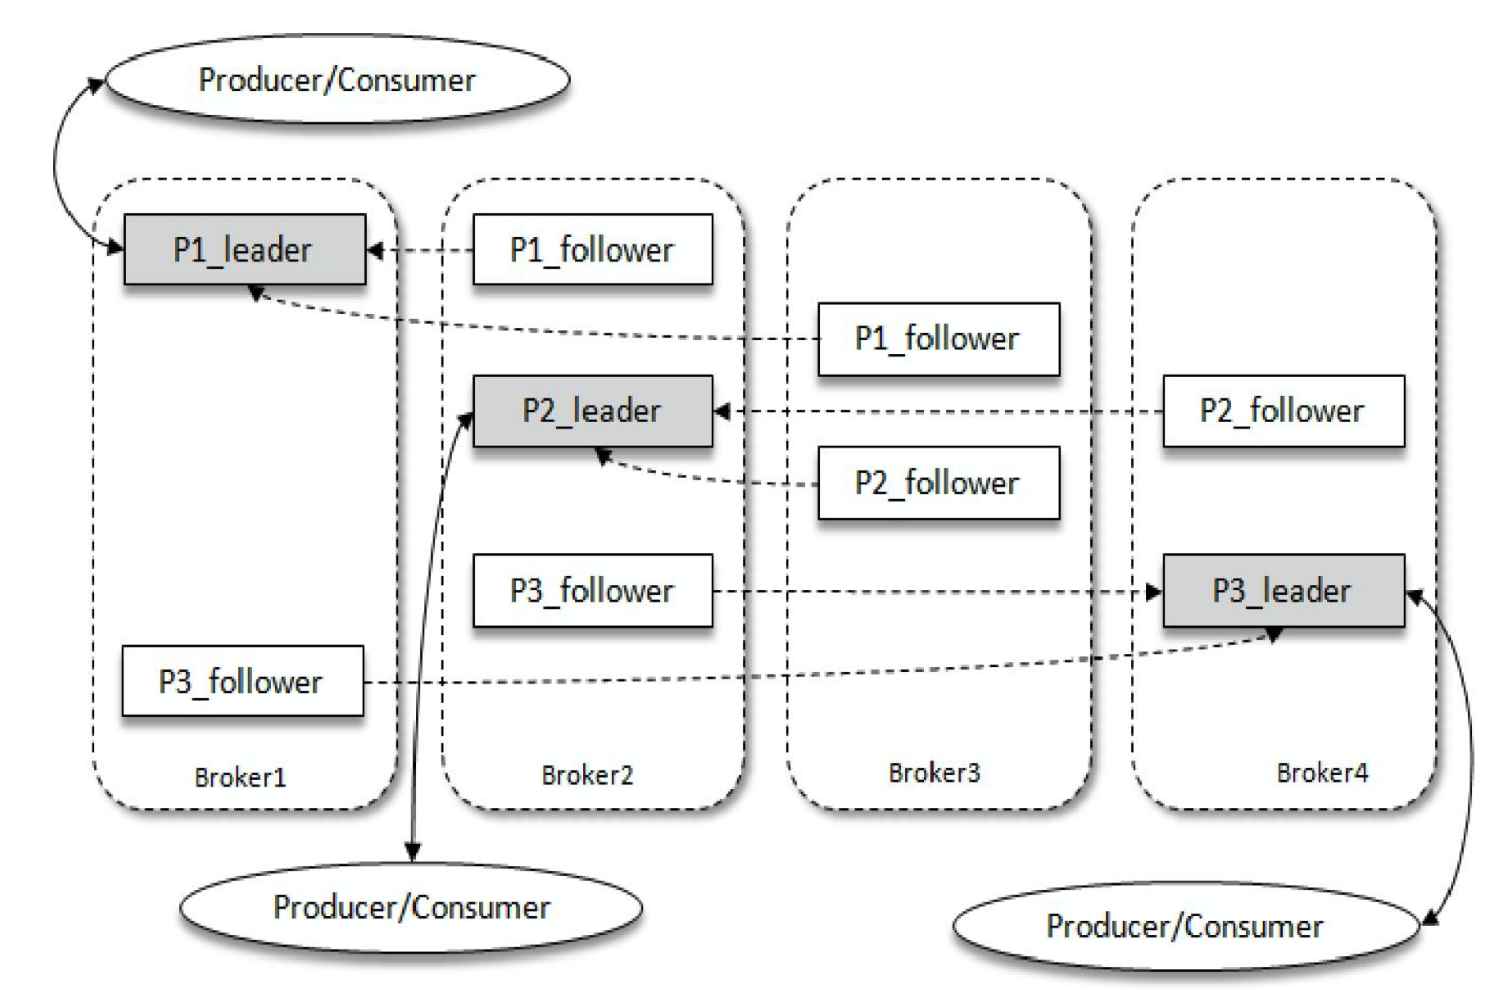 Producer/Consumer
P1_leader
P1_follower
P1_follower
P2_leader
P2_follower
P2_follower
P3_follower
P3_leader
P3_follower
Broker1
Broker2
Broker3
Broker4
Producer/Consumer
Producer/Consumer